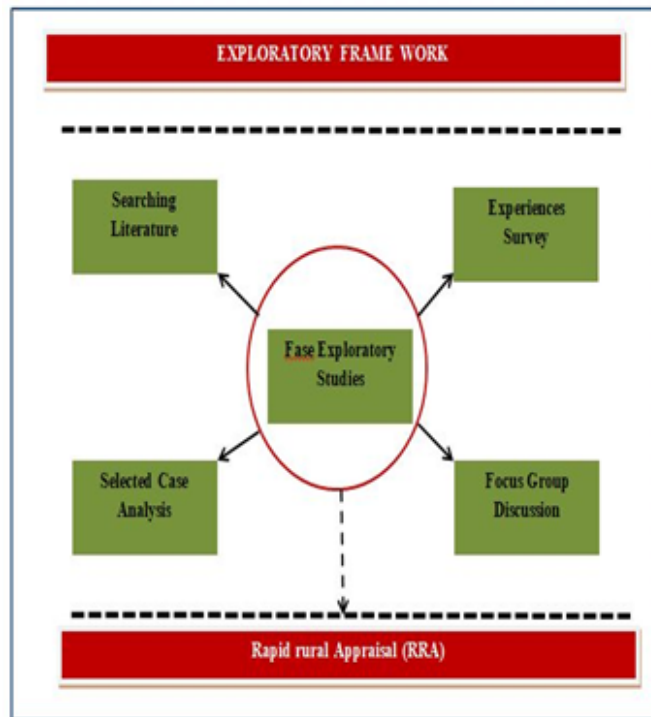 EXPLORATORY FRAME WORK
Searching
Literature
Experiences
Survey
Fase Exploratory
Studies
Selected Case
Analysis
Focus Group
Discussion
Rapid rural Appraisal (RRA)